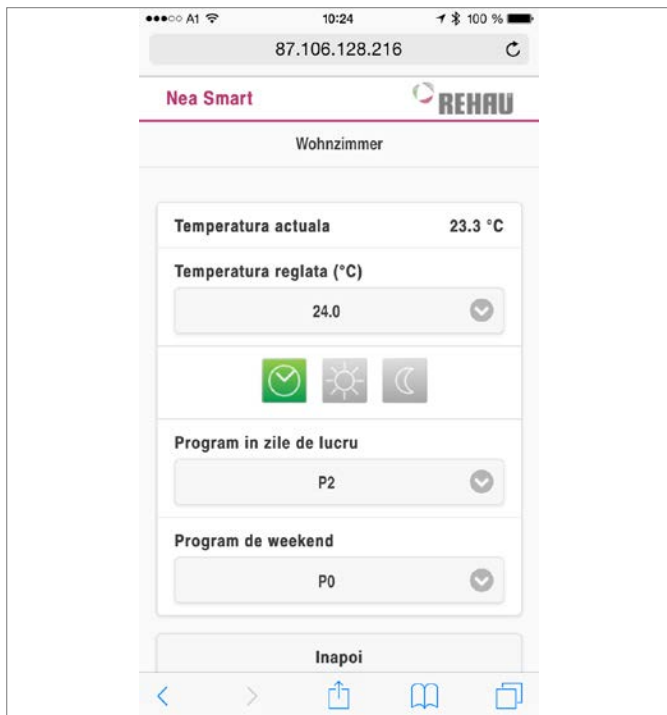 A1 10:24 100 %
87.106.128.216
Nea Smart REHAU
Wohnzimmer
Temperatura actuala 23.3 °C
Temperatura reglata (°C)
24.0
Program in zile de lucru
P2
Program de weekend
P0
Inapoi